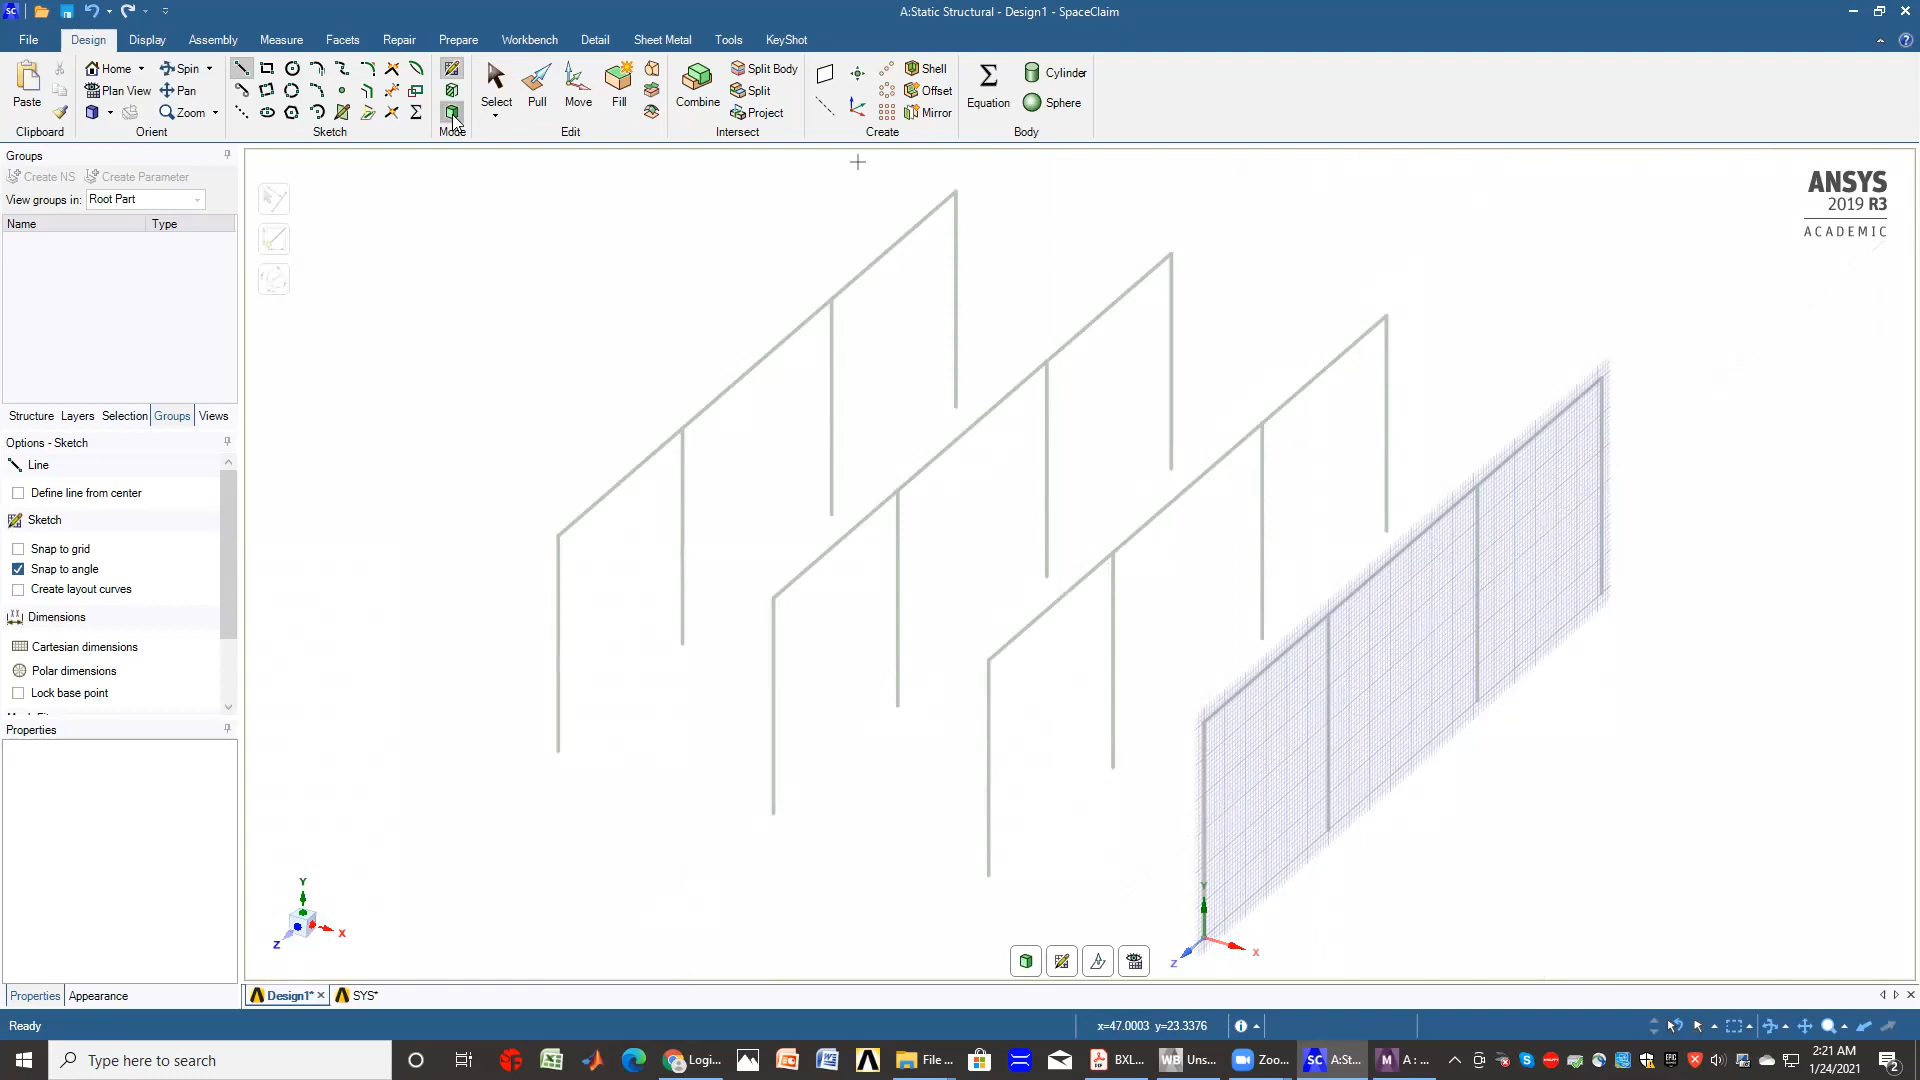 A:Static Structural - Design1 - SpaceClaim
File Design Display Assembly Measure Facets Repair Prepare Workbench Detail Sheet Metal Tools KeyShot
Paste
Clipboard
Home Spin
Plan View Pan
Zoom
Orient
Sketch
Mode
Select Pull Move Fill
Edit
Combine
Split Body
Split
Project
Intersect
Shell
Offset
Mirror
Create
Equation
Cylinder
Sphere
Body
Groups
Create NS Create Parameter
View groups in: Root Part
Name Type
Structure Layers Selection Groups Views
Options - Sketch
Line
Define line from center
Sketch
Snap to grid
Snap to angle
Create layout curves
Dimensions
Cartesian dimensions
Polar dimensions
Lock base point
Properties
Properties Appearance
ANSYS
2019 R3
ACADEMIC
Y
X
Z
Y
X
Z
Design1* SYS*
Ready
x=47.0003 y=23.3376
Type here to search
Logi...
File ...
BXL...
Uns...
Zoo...
A:St...
A : ...
2:21 AM
1/24/2021
2